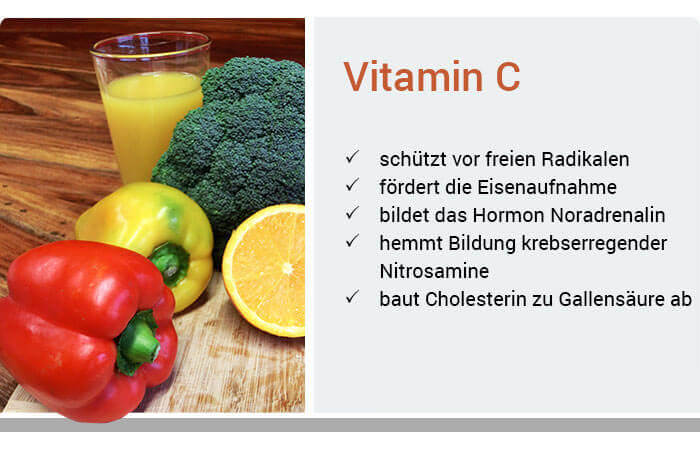 Vitamin C
schützt vor freien Radikalen
fördert die Eisenaufnahme
bildet das Hormon Noradrenalin
hemmt Bildung krebserregender
Nitrosamine
baut Cholesterin zu Gallensäure ab